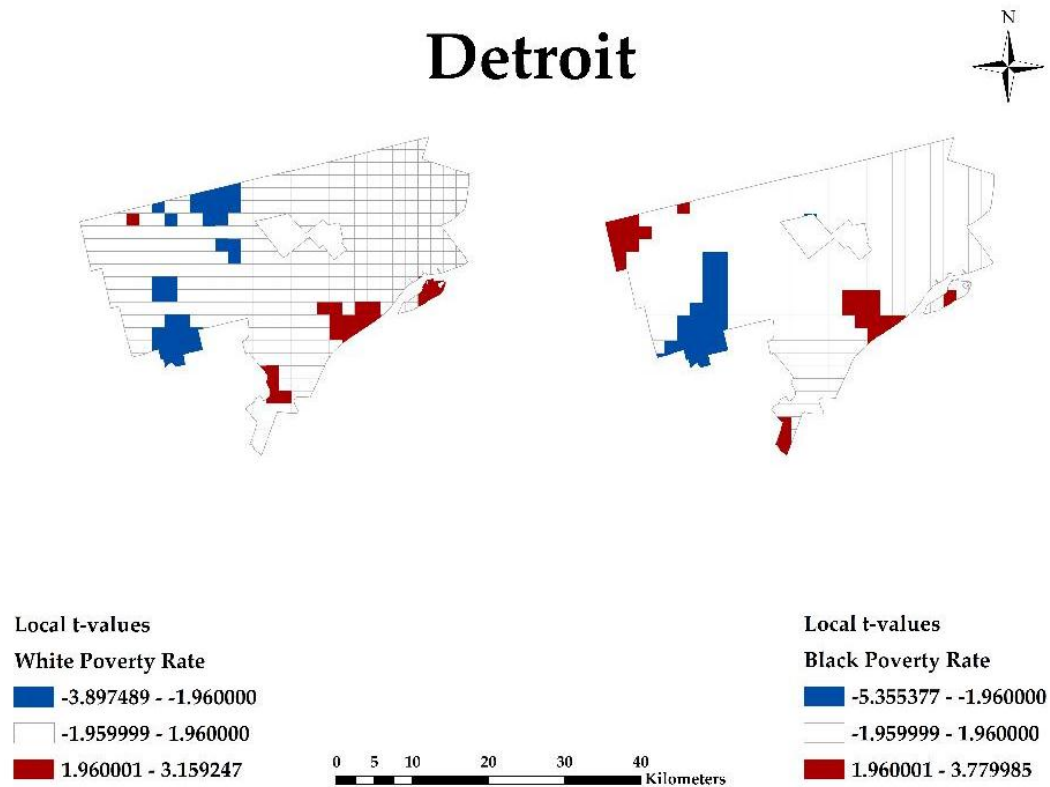 N
Detroit
Local t-values
White Poverty Rate
-3.897489 - -1.960000
-1.959999 - 1.960000
1.960001 - 3.159247
0 5 10 20 30 40
Kilometers
Local t-values
Black Poverty Rate
-5.355377 - -1.960000
-1.959999 - 1.960000
1.960001 - 3.779985